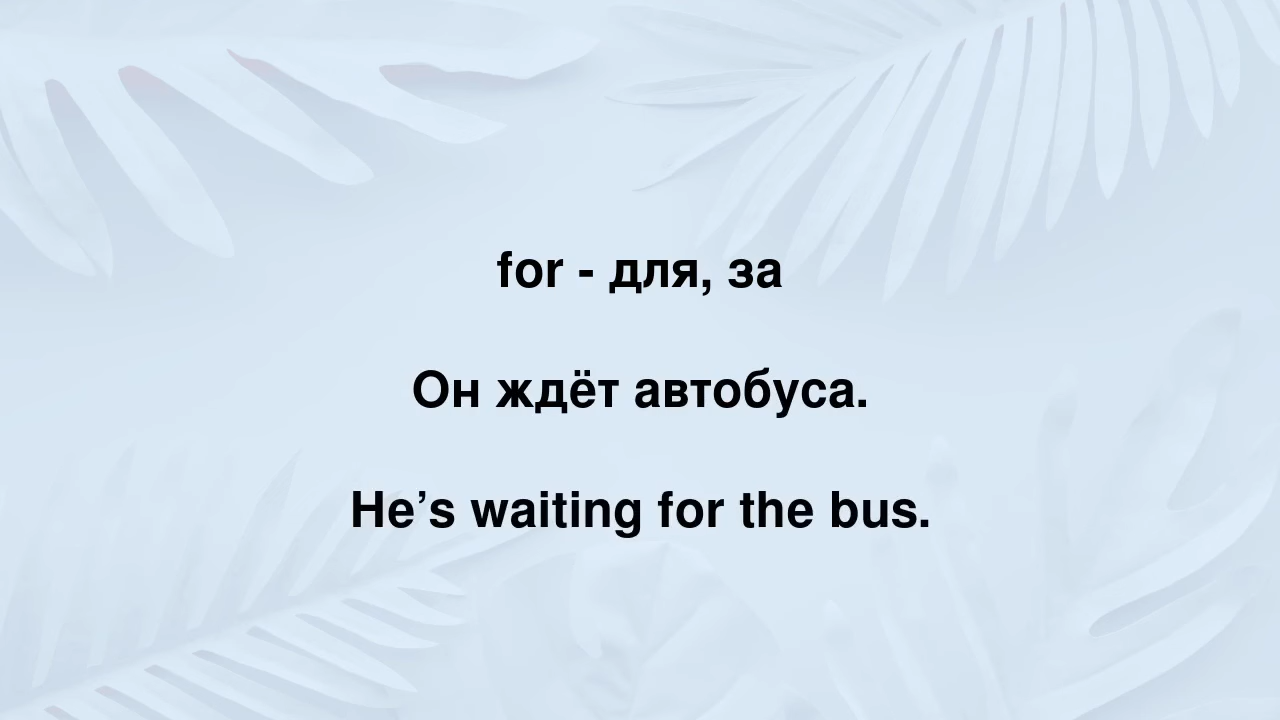 for - для, за
Он ждёт автобуса.
He’s waiting for the bus.